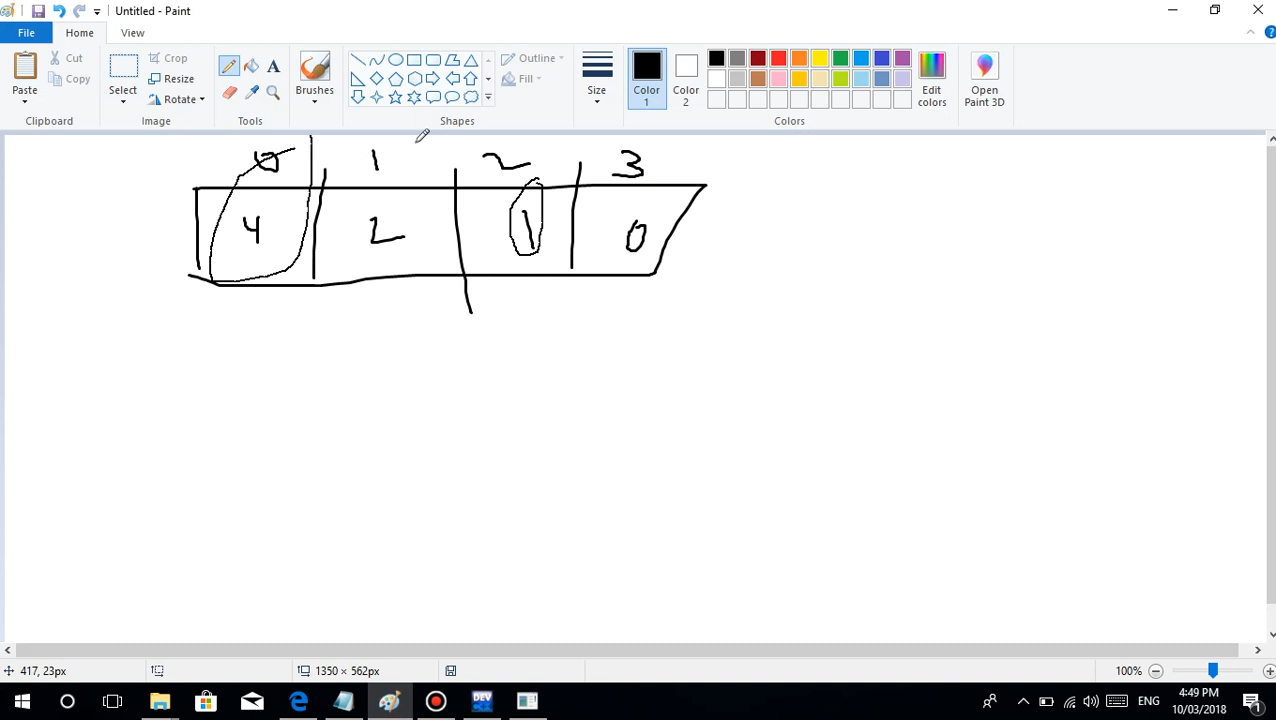 Untitled - Paint
File Home View
Paste
Cut
Copy
Clipboard
Select
Crop
Resize
Rotate
Image
Tools
Brushes
Shapes
Outline
Fill
Size
Color 1
Color 2
Edit colors
Colors
Open Paint 3D
0 1 2 3
4 2 1 0
417, 23px
1350 × 562px
100%
DEV
ENG
4:49 PM
10/03/2018
1